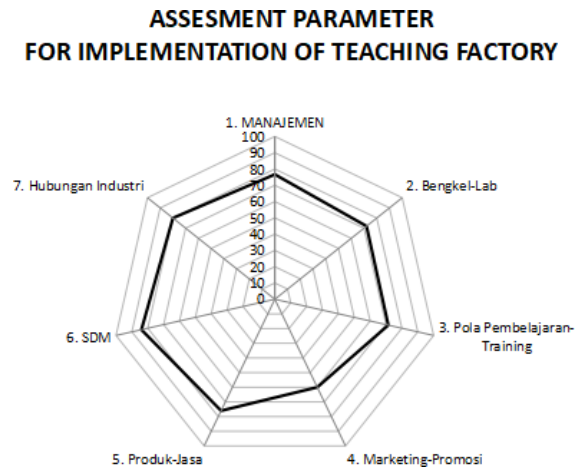 ASSESMENT PARAMETER
FOR IMPLEMENTATION OF TEACHING FACTORY
1. MANAJEMEN
100
90
80
70
60
50
40
30
20
10
0
2. Bengkel-Lab
3. Pola Pembelajaran-
Training
4. Marketing-Promosi
5. Produk-Jasa
6. SDM
7. Hubungan Industri